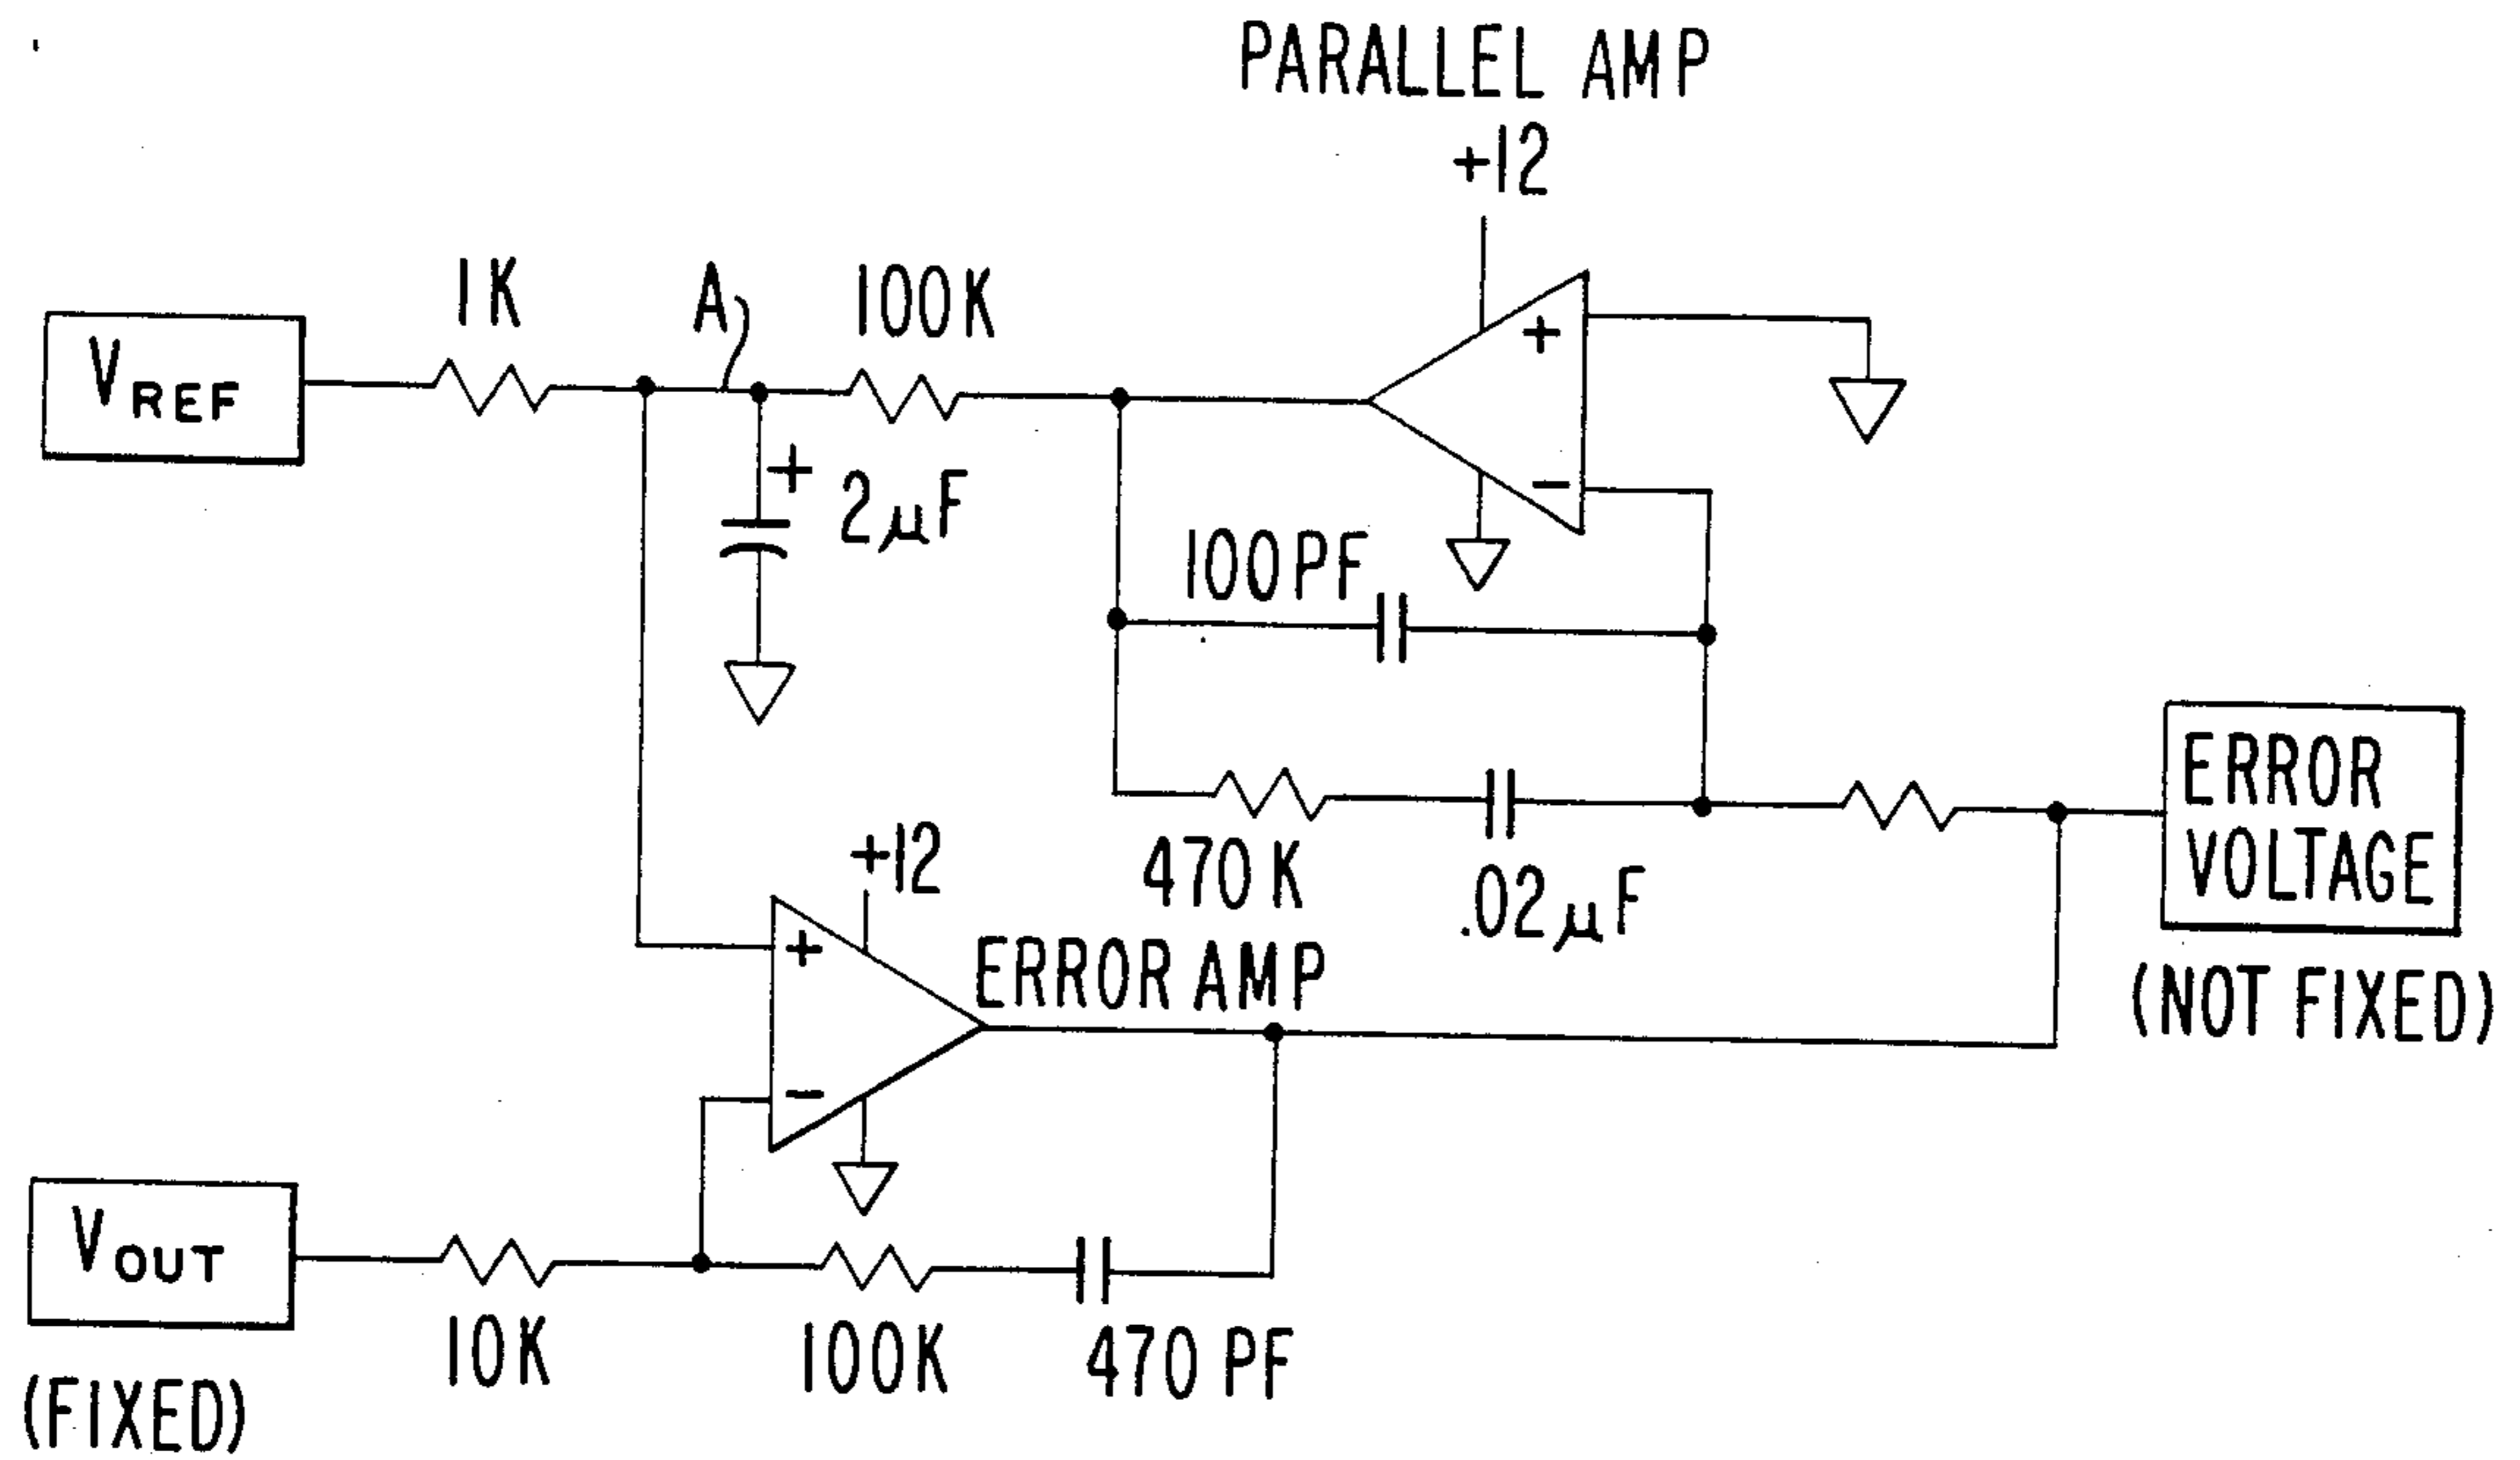 PARALLEL AMP
+12
1K
A
100K
VREF
+
-
+
2µF
100PF
ERROR
VOLTAGE
470K
.02µF
+12
+
ERROR AMP
(NOT FIXED)
-
VOUT
10K
100K
470 PF
(FIXED)